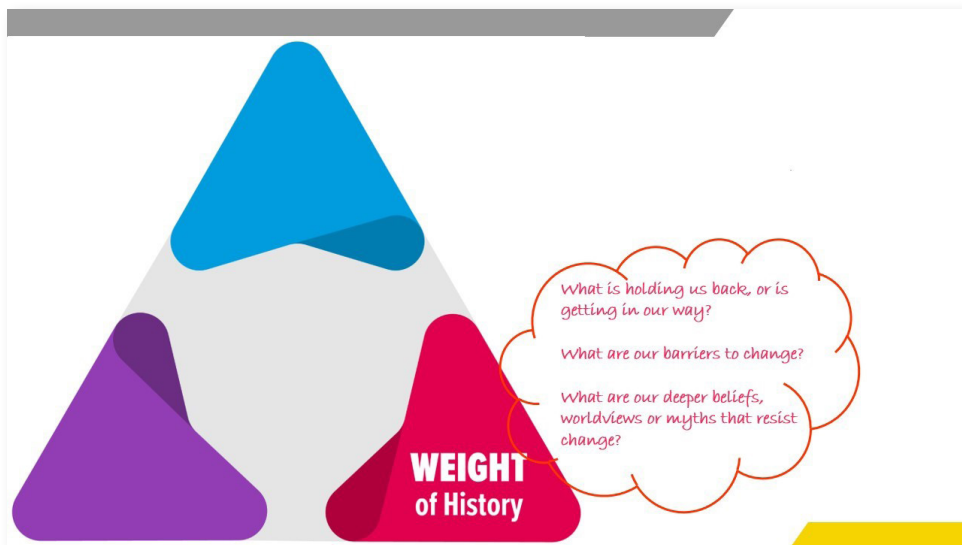 What is holding us back, or is
getting in our way?
What are our barriers to change?
What are our deeper beliefs,
worldviews or myths that resist
change?
WEIGHT
of History